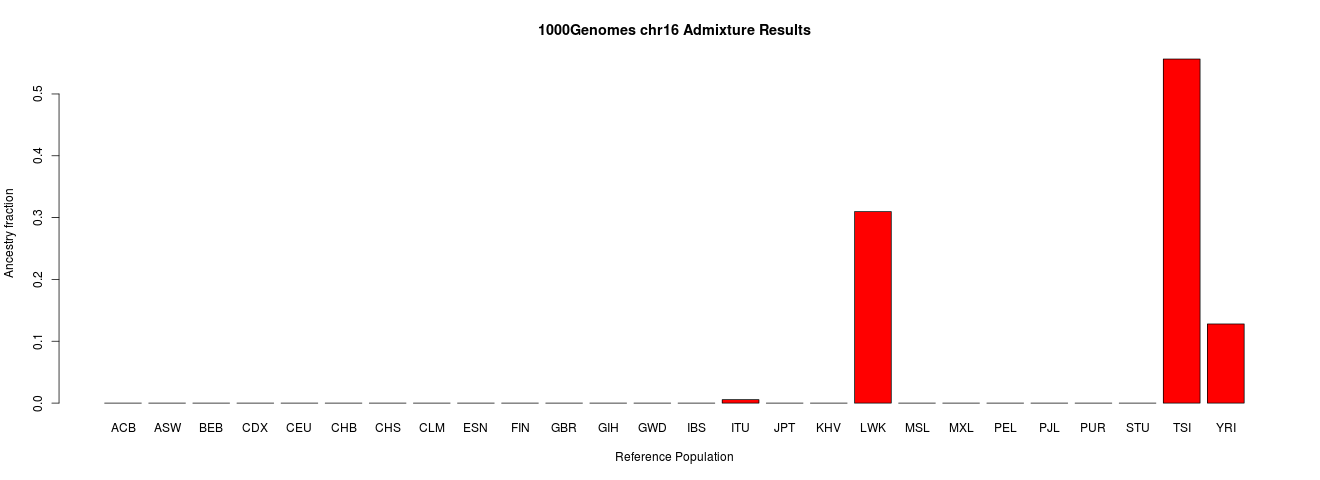 1000Genomes chr16 Admixture Results
Ancestry fraction
0.5
0.4
0.3
0.2
0.1
0.0
ACB ASW BEB CDX CEU CHB CHS CLM ESN FIN GBR GIH GWD IBS ITU JPT KHV LWK MSL MXL PEL PJL PUR STU TSI YRI
Reference Population